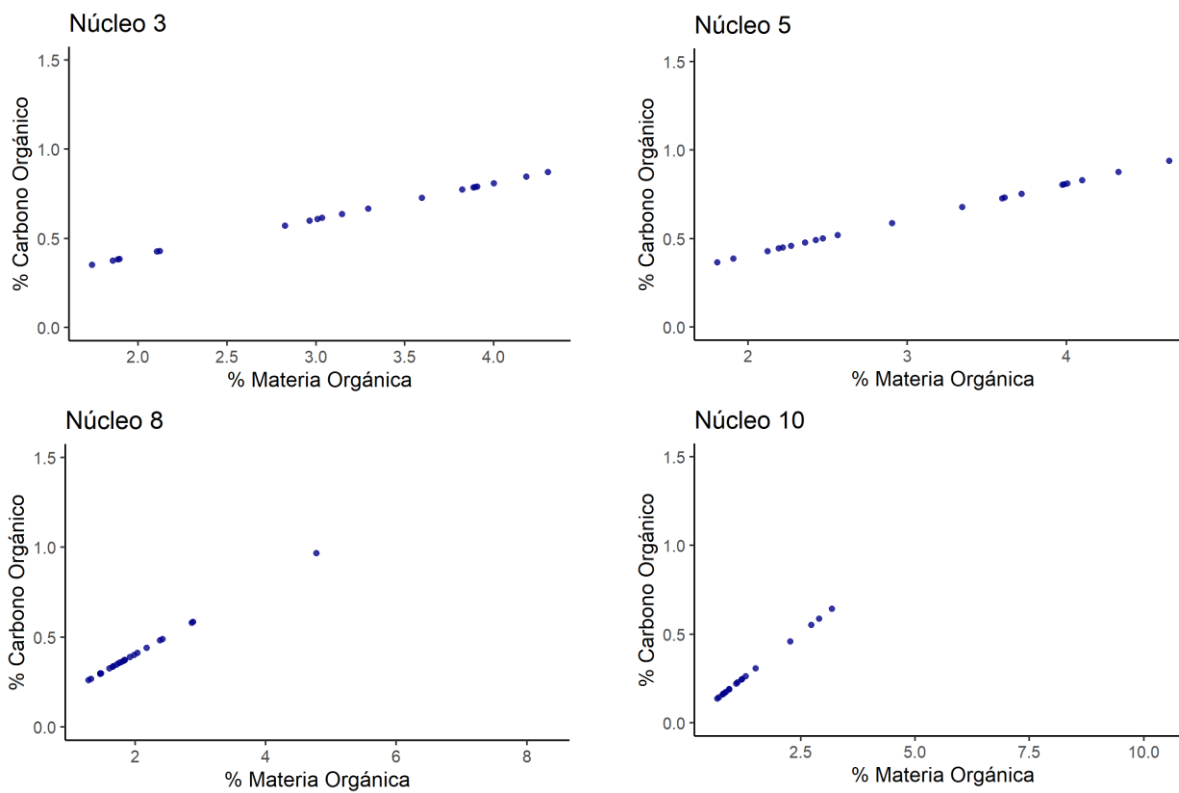 Núcleo 3
1.5
1.0
0.5
0.0
% Carbono Orgánico
2.0 2.5 3.0 3.5 4.0
% Materia Orgánica
Núcleo 5
1.5
1.0
0.5
0.0
% Carbono Orgánico
2 3 4
% Materia Orgánica
Núcleo 8
1.5
1.0
0.5
0.0
% Carbono Orgánico
2 4 6 8
% Materia Orgánica
Núcleo 10
1.5
1.0
0.5
0.0
% Carbono Orgánico
2.5 5.0 7.5 10.0
% Materia Orgánica